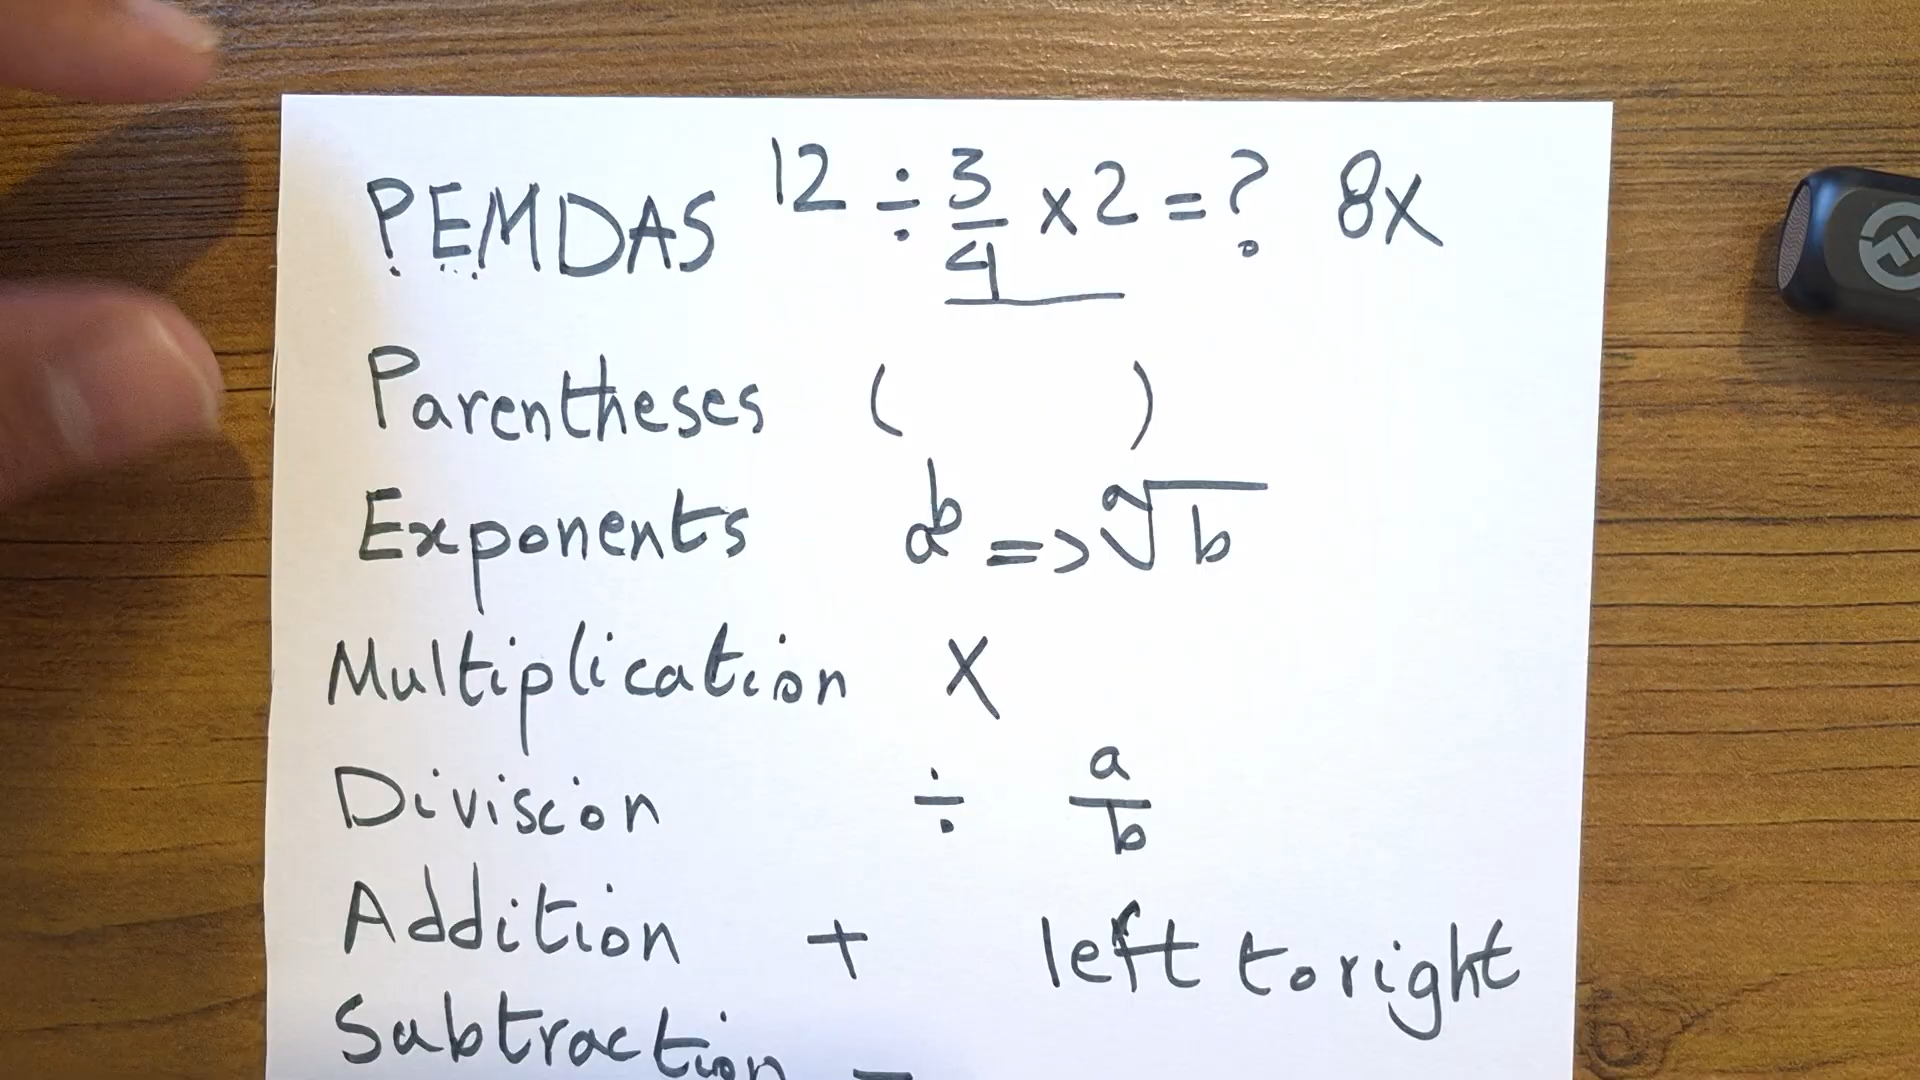 PEMDAS 12 ÷ 3/4 x 2 = ? 8x
Parentheses ( )
Exponents a^b => ᵃ√b
Multiplication X
Division ÷ a/b
Addition + left to right
Subtraction −